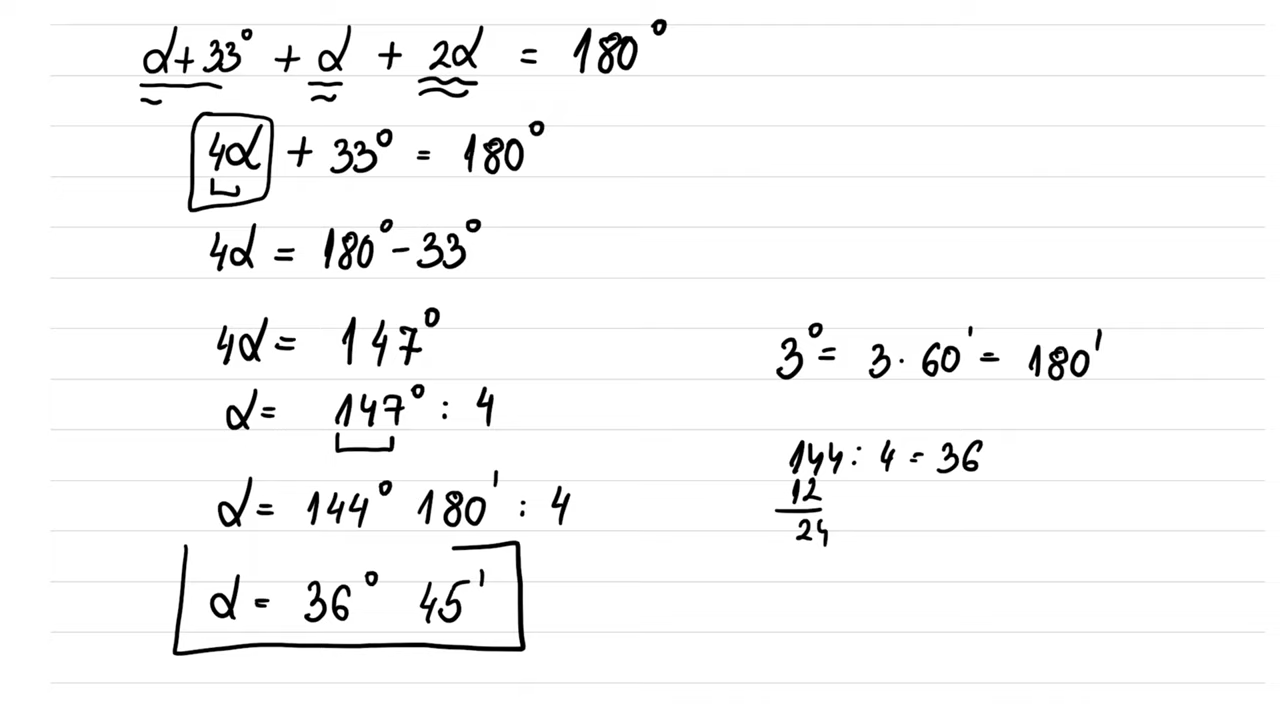 α+33° + α + 2α = 180°
4α + 33° = 180°
4α = 180° - 33°
4α = 147°
α = 147° : 4
α = 144° 180' : 4
α = 36° 45'
3° = 3 · 60' = 180'
144 : 4 = 36
12
24